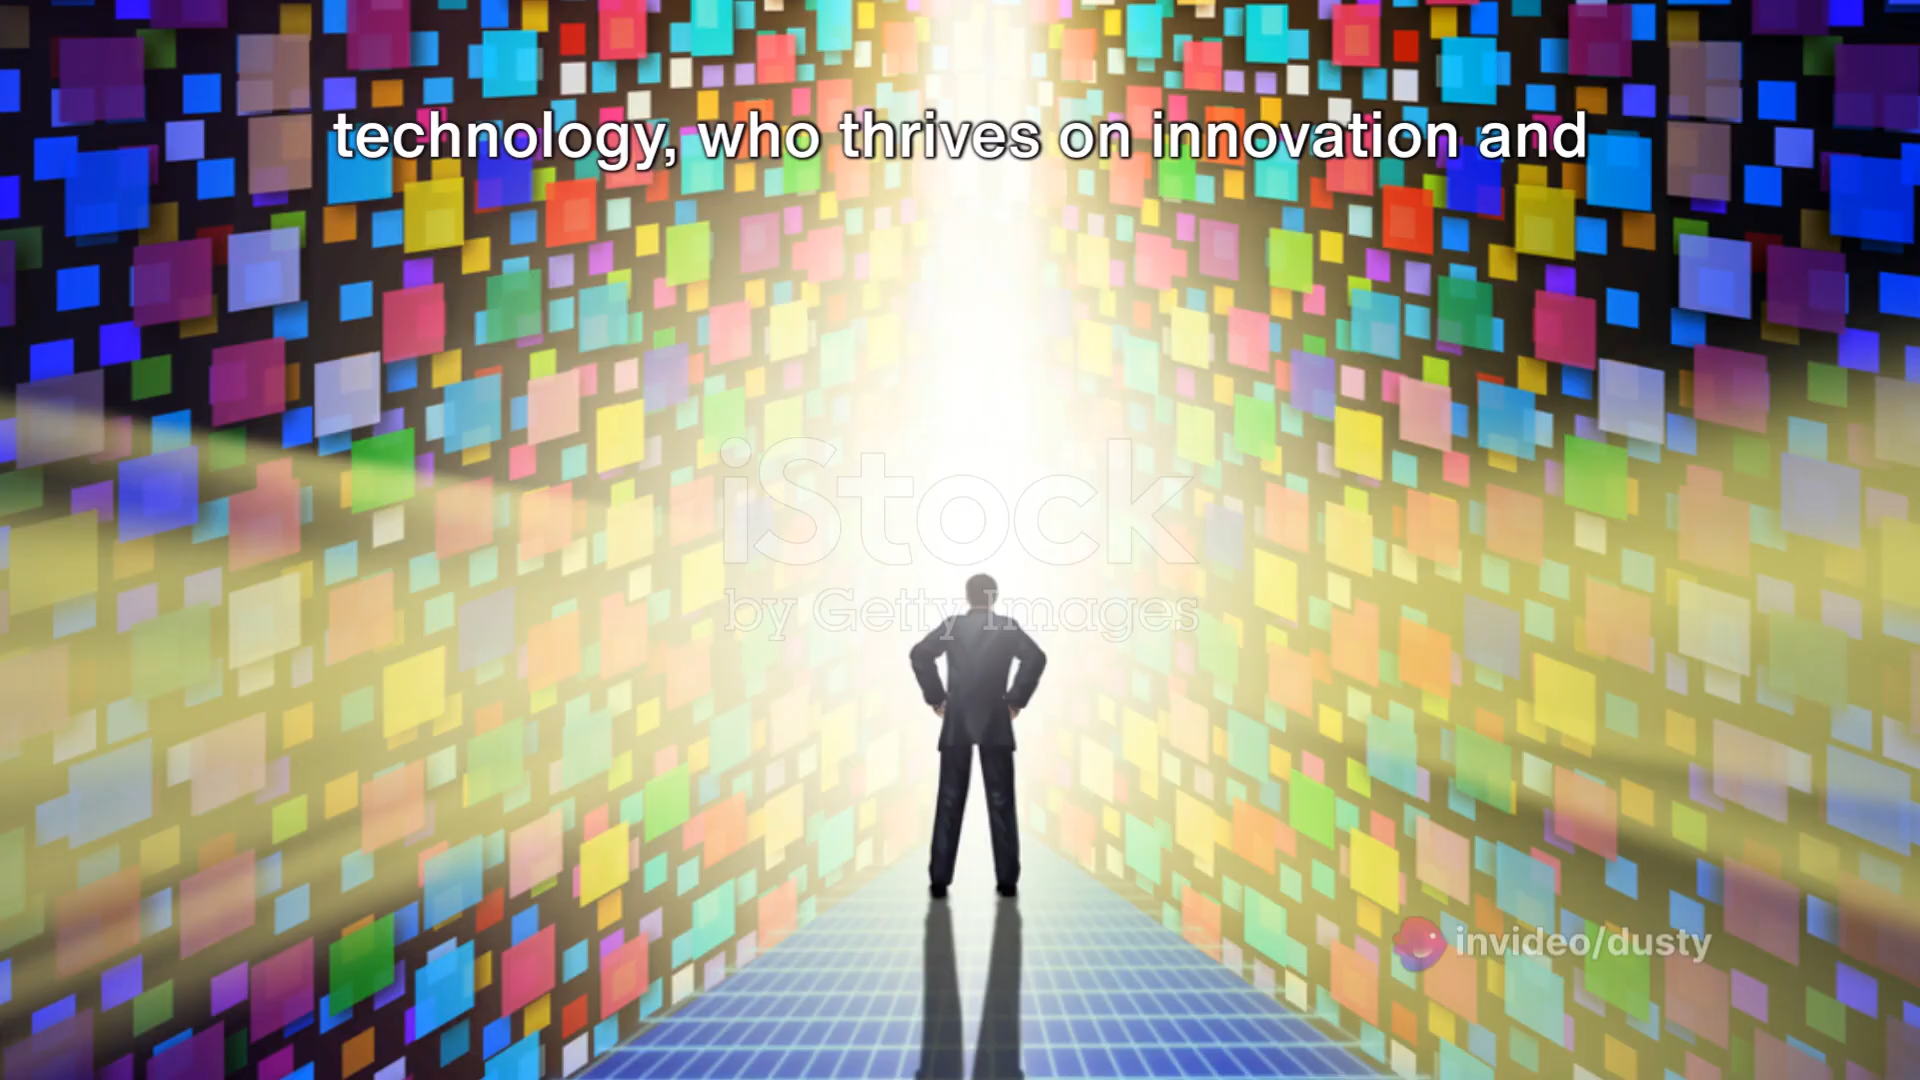 technology, who thrives on innovation and
iStock
by Getty Images
invideo/dusty